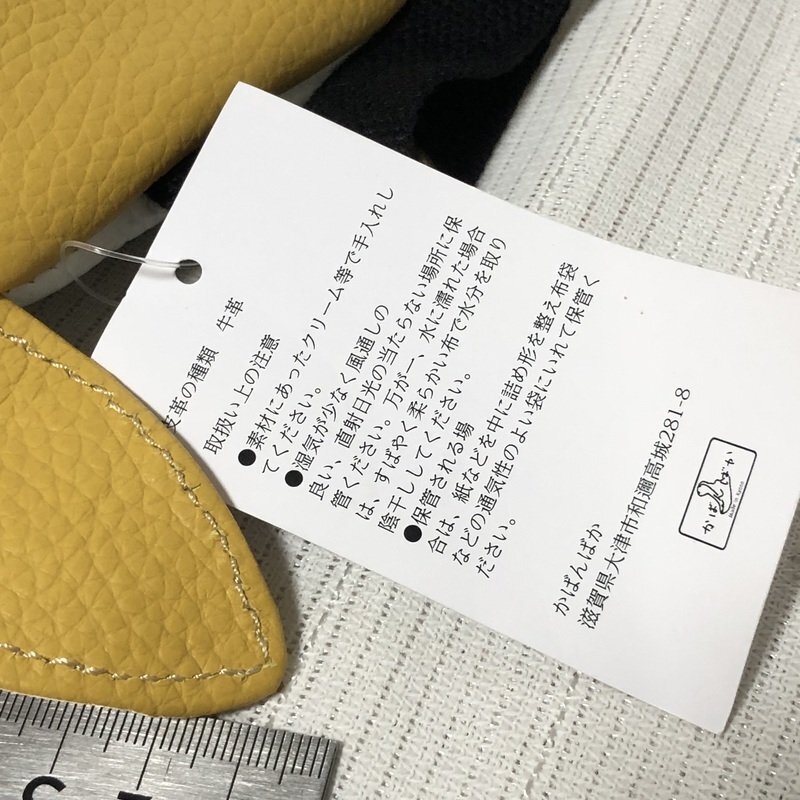 皮革の種類 牛革
取扱い上の注意
●素材にあったクリーム等で手入れし
てください。
●湿気が少なく風通しの
良い、直射日光の当たらない場所に保
管ください。万が一、水に濡れた場合
は、すばやく柔らかい布で水分を取り
陰干ししてください。
●保管される場
合は、紙などを中に詰め形を整え布袋
などの通気性のよい袋にいれて保管く
ださい。
かばんばか
滋賀県大津市和邇高城281-8
かばんばか